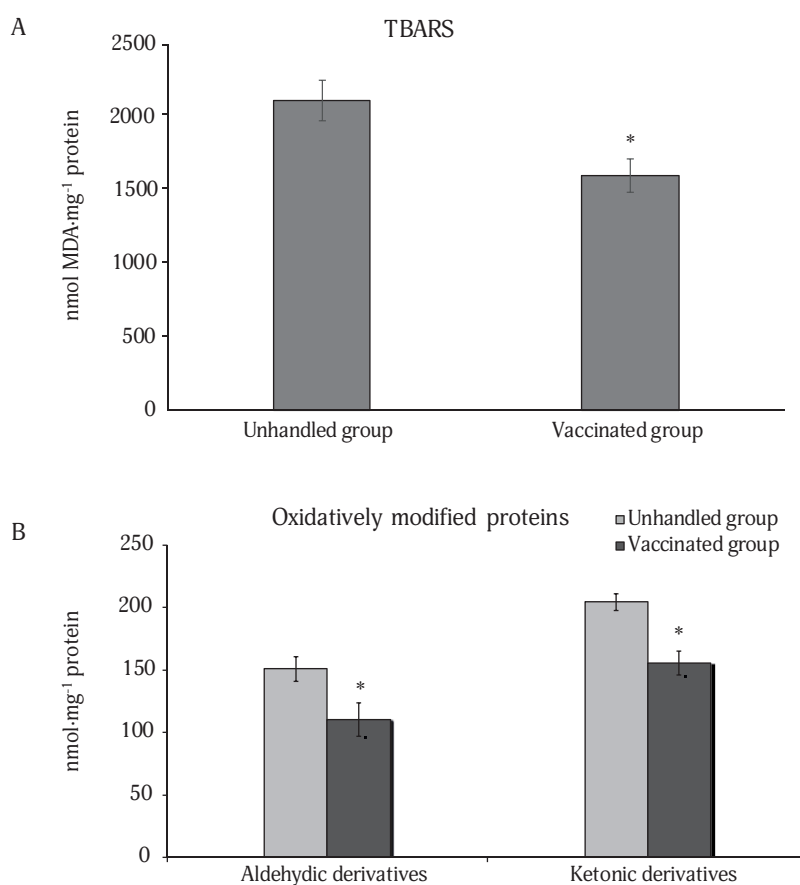 A
TBARS
2500
2000
1500
1000
500
0
nmol MDA·mg⁻¹ protein
*
Unhandled group
Vaccinated group
B
Oxidatively modified proteins
Unhandled group
Vaccinated group
250
200
150
100
50
0
nmol·mg⁻¹ protein
*
*
Aldehydic derivatives
Ketonic derivatives